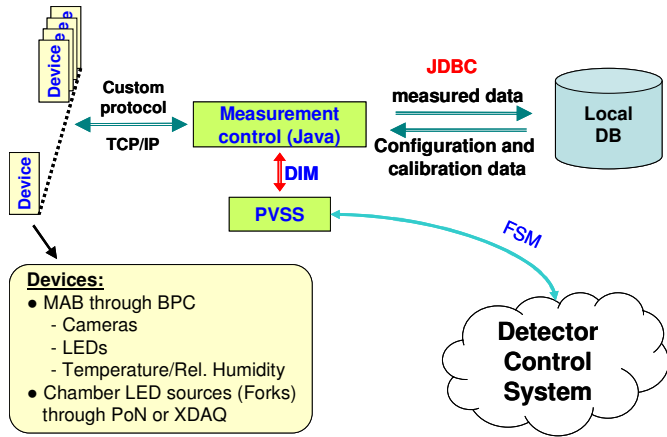 e
e
e
Device
Device
Custom
protocol
TCP/IP
Measurement
control (Java)
JDBC
measured data
Configuration and
calibration data
Local
DB
DIM
PVSS
FSM
Detector
Control
System
Devices:
● MAB through BPC
- Cameras
- LEDs
- Temperature/Rel. Humidity
● Chamber LED sources (Forks)
through PoN or XDAQ